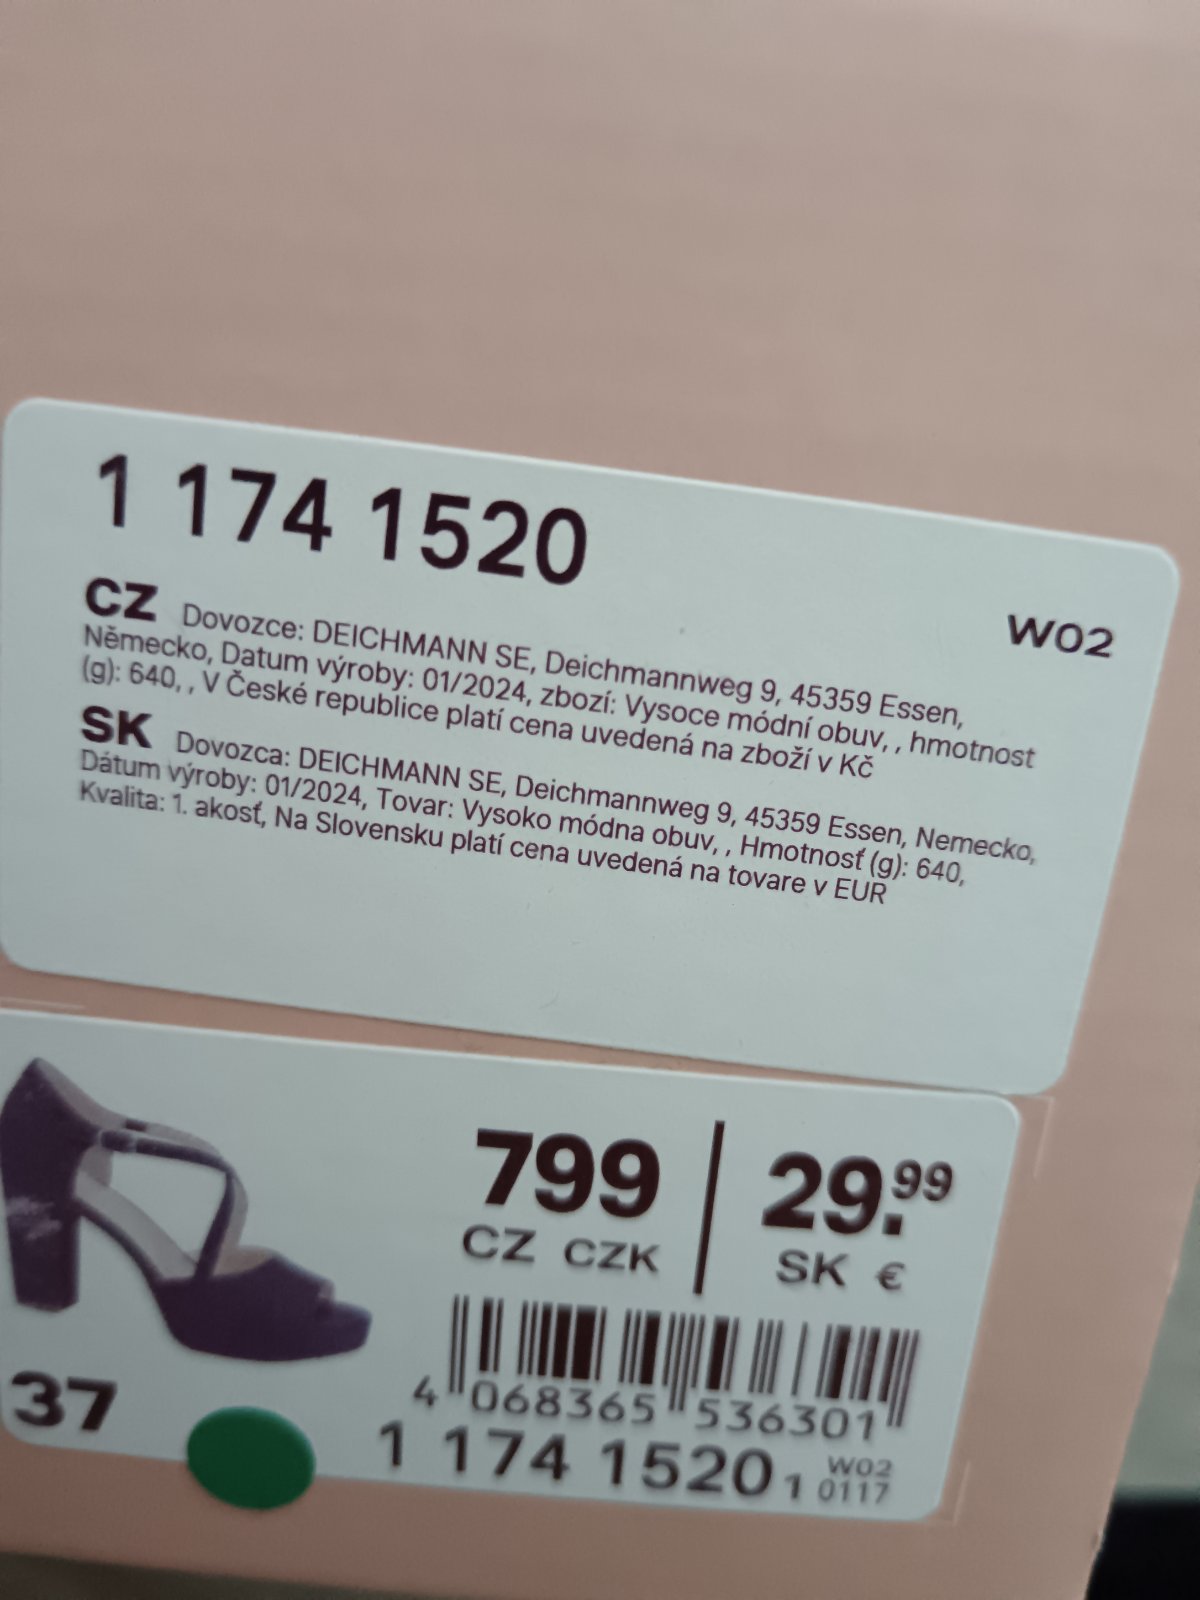 1 174 1520
W02
CZ Dovozce: DEICHMANN SE, Deichmannweg 9, 45359 Essen,
Německo, Datum výroby: 01/2024, zbozí: Vysoce módní obuv, , hmotnost
(g): 640, , V České republice platí cena uvedená na zboží v Kč
SK Dovozca: DEICHMANN SE, Deichmannweg 9, 45359 Essen, Nemecko,
Dátum výroby: 01/2024, Tovar: Vysoko módna obuv, , Hmotnosť (g): 640,
Kvalita: 1. akosť, Na Slovensku platí cena uvedená na tovare v EUR
799 29.99
CZ CZK SK €
4 068365 536301
37
1 174 1520 1 W02
0117